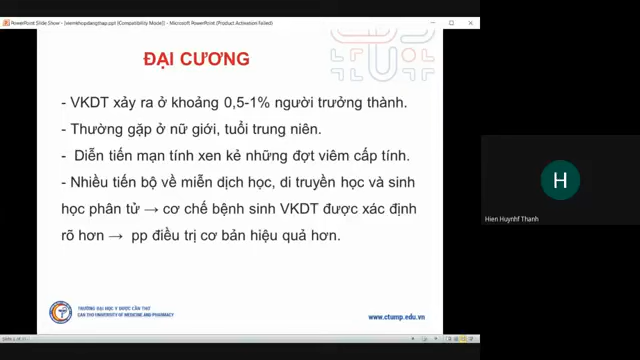 PowerPoint Slide Show - [viemkhopdangthap.ppt [Compatibility Mode]] - Microsoft PowerPoint (Product Activation Failed)
ĐẠI CƯƠNG
- VKDT xảy ra ở khoảng 0,5-1% người trưởng thành.
- Thường gặp ở nữ giới, tuổi trung niên.
- Diễn tiến mạn tính xen kẻ những đợt viêm cấp tính.
- Nhiều tiến bộ về miễn dịch học, di truyền học và sinh
học phân tử → cơ chế bệnh sinh VKDT được xác định
rõ hơn → pp điều trị cơ bản hiệu quả hơn.
H
Hien Huynhf Thanh
TRƯỜNG ĐẠI HỌC Y DƯỢC CẦN THƠ
CAN THO UNIVERSITY OF MEDICINE AND PHARMACY
www.ctump.edu.vn